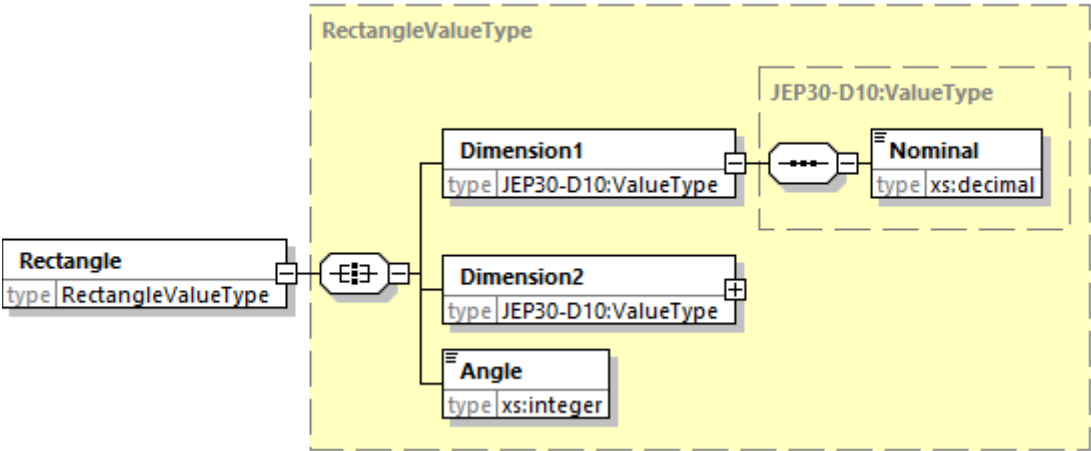 RectangleValueType
JEP30-D10:ValueType
Dimension1
type JEP30-D10:ValueType
Nominal
type xs:decimal
Rectangle
type RectangleValueType
Dimension2
type JEP30-D10:ValueType
Angle
type xs:integer